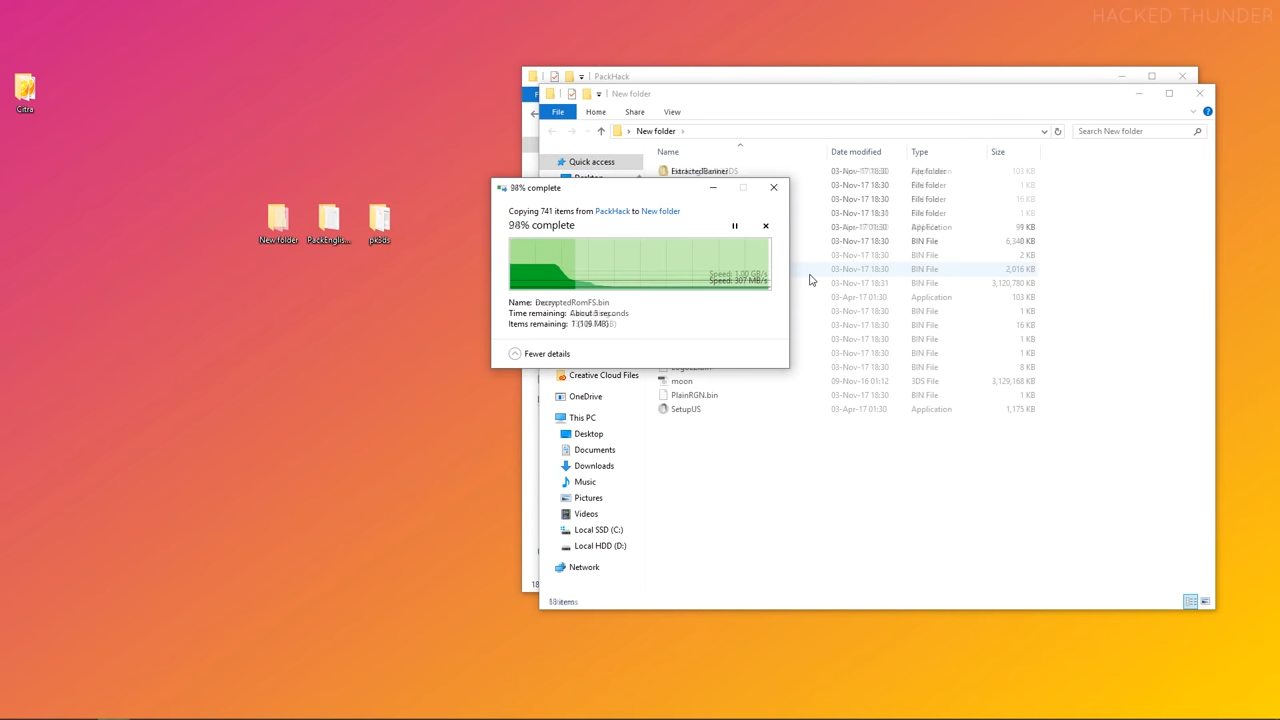 HACKED THUNDER
Citra
New folder
PackEnglis...
pk3ds
PackHack
New folder
File
Home
Share
View
New folder
Search New folder
Name
Date modified
Type
Size
Quick access
ExtractedBanner
03-Nov-17 18:30
File folder
03-Nov-17 18:30
File folder
1 KB
03-Nov-17 18:30
File folder
16 KB
03-Nov-17 18:30
File folder
1 KB
Application
99 KB
03-Nov-17 18:30
BIN File
6,340 KB
03-Nov-17 18:30
BIN File
2 KB
03-Nov-17 18:30
BIN File
2,016 KB
03-Nov-17 18:31
BIN File
3,120,780 KB
03-Apr-17 01:30
Application
103 KB
03-Nov-17 18:30
BIN File
1 KB
03-Nov-17 18:30
BIN File
16 KB
03-Nov-17 18:30
BIN File
1 KB
03-Nov-17 18:30
BIN File
1 KB
03-Nov-17 18:30
BIN File
8 KB
moon
09-Nov-16 01:12
3DS File
3,129,168 KB
PlainRGN.bin
03-Nov-17 18:30
BIN File
1 KB
SetupUS
03-Apr-17 01:30
Application
1,175 KB
98% complete
Copying 741 items from PackHack to New folder
98% complete
Speed: 1.00 GB/s
Speed: 307 MB/s
Name: DecryptedRomFS.bin
Time remaining: About 5 seconds
Items remaining:
Fewer details
Creative Cloud Files
OneDrive
This PC
Desktop
Documents
Downloads
Music
Pictures
Videos
Local SSD (C:)
Local HDD (D:)
Network
18
items